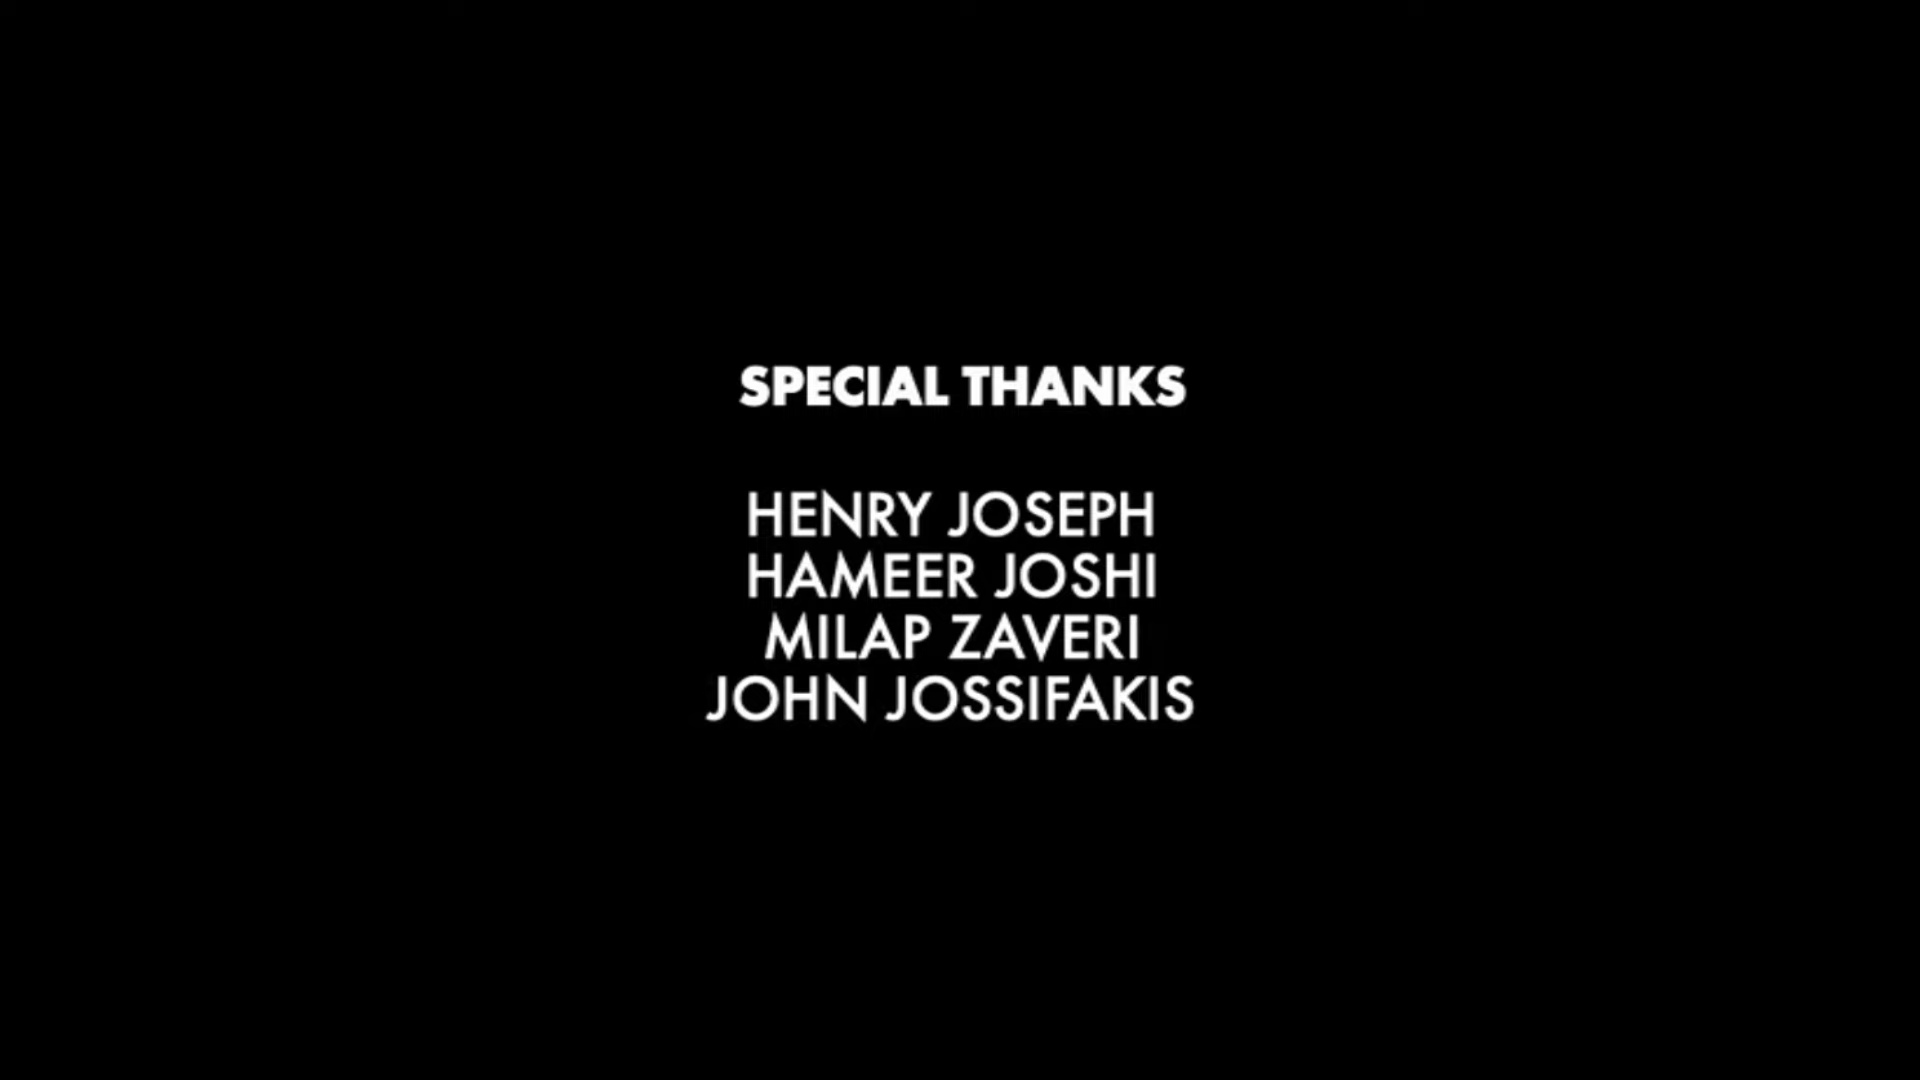 SPECIAL THANKS
HENRY JOSEPH
HAMEER JOSHI
MILAP ZAVERI
JOHN JOSSIFAKIS